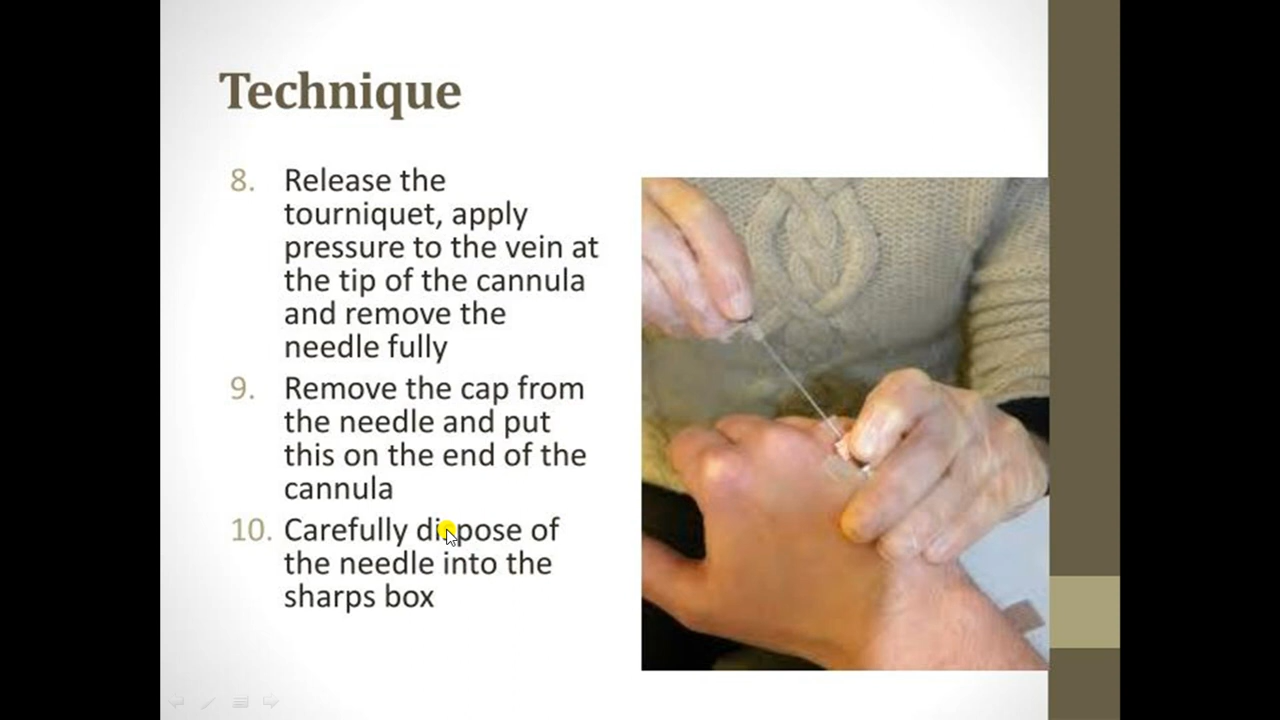 Technique
8. Release the
tourniquet, apply
pressure to the vein at
the tip of the cannula
and remove the
needle fully
9. Remove the cap from
the needle and put
this on the end of the
cannula
10. Carefully dispose of
the needle into the
sharps box